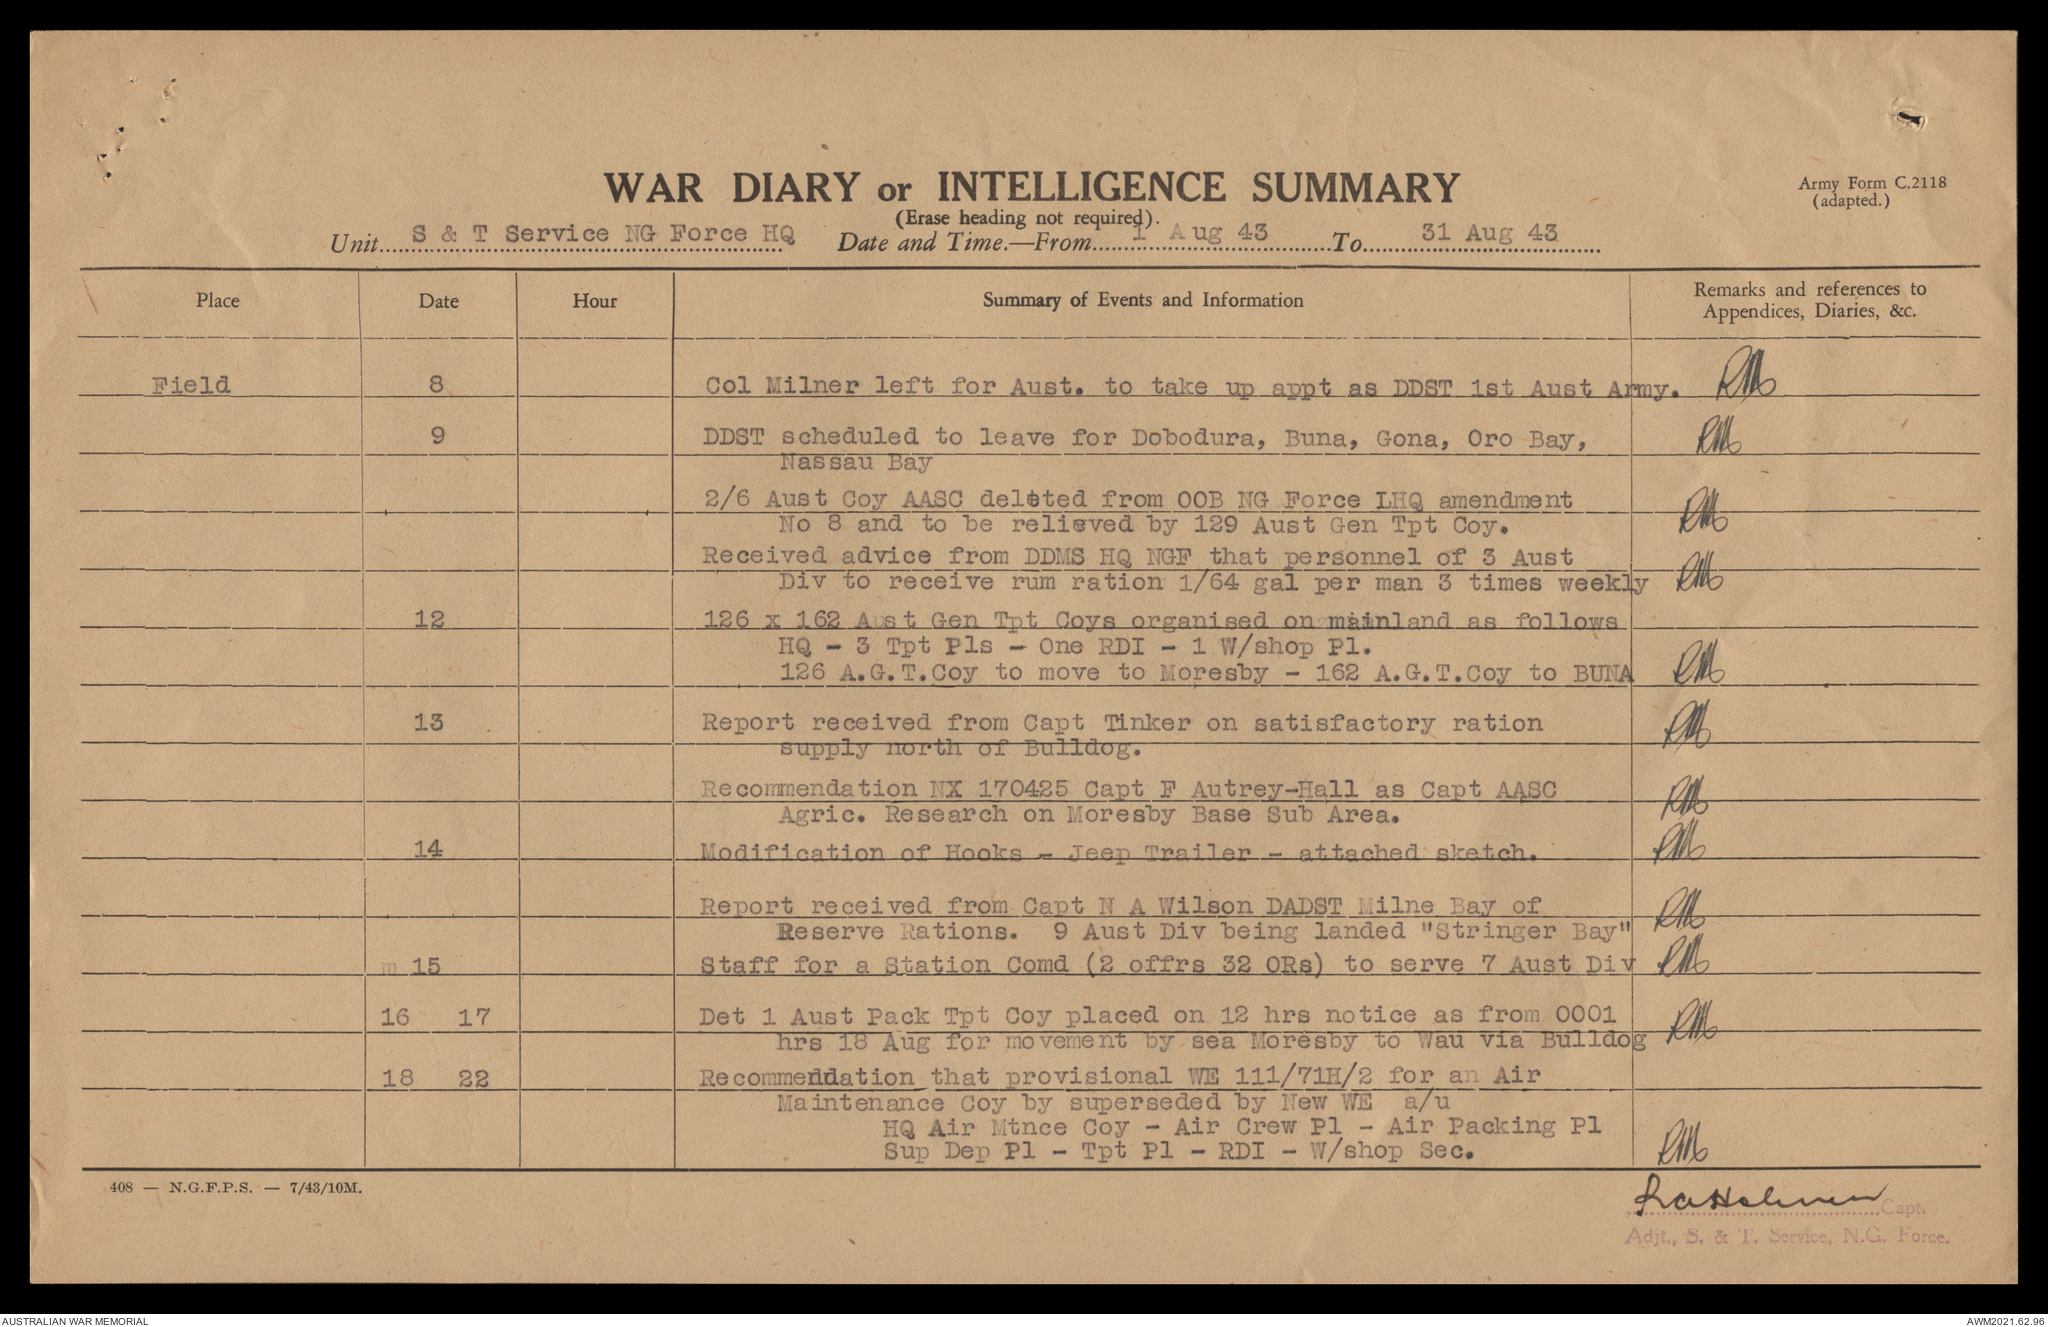 WAR DIARY or INTELLIGENCE SUMMARY
(Erase heading not required).
Army Form C.2118
(adapted.)
Unit S & T Service NG Force HQ Date and Time.—From 1 Aug 43 To 31 Aug 43
Place Date Hour Summary of Events and Information Remarks and references to
Appendices, Diaries, &c.
Field 8 Col Milner left for Aust. to take up appt as DDST 1st Aust Army.
9 DDST scheduled to leave for Dobodura, Buna, Gona, Oro Bay,
Nassau Bay
2/6 Aust Coy AASC deleted from OOB NG Force LHQ amendment
No 8 and to be relieved by 129 Aust Gen Tpt Coy.
Received advice from DDMS HQ NGF that personnel of 3 Aust
Div to receive rum ration 1/64 gal per man 3 times weekly
12 126 x 162 Aust Gen Tpt Coys organised on mainland as follows
HQ - 3 Tpt Pls - One RDI - 1 W/shop Pl.
126 A.G.T.Coy to move to Moresby - 162 A.G.T.Coy to BUNA
13 Report received from Capt Tinker on satisfactory ration
supply north of Bulldog.
Recommendation NX 170425 Capt F Autrey-Hall as Capt AASC
Agric. Research on Moresby Base Sub Area.
14 Modification of Hooks - Jeep Trailer - attached sketch.
Report received from Capt N A Wilson DADST Milne Bay of
Reserve Rations. 9 Aust Div being landed "Stringer Bay"
m 15 Staff for a Station Comd (2 offrs 32 ORs) to serve 7 Aust Div
16 17 Det 1 Aust Pack Tpt Coy placed on 12 hrs notice as from 0001
hrs 18 Aug for movement by sea Moresby to Wau via Bulldog
18 22 Recommendation that provisional WE 111/71H/2 for an Air
Maintenance Coy by superseded by New WE a/u
HQ Air Mtnce Coy - Air Crew Pl - Air Packing Pl
Sup Dep Pl - Tpt Pl - RDI - W/shop Sec.
408 — N.G.F.P.S. — 7/43/10M.
Capt.
Adjt., S. & T. Service, N.G. Force.
AUSTRALIAN WAR MEMORIAL
AWM2021.62.96